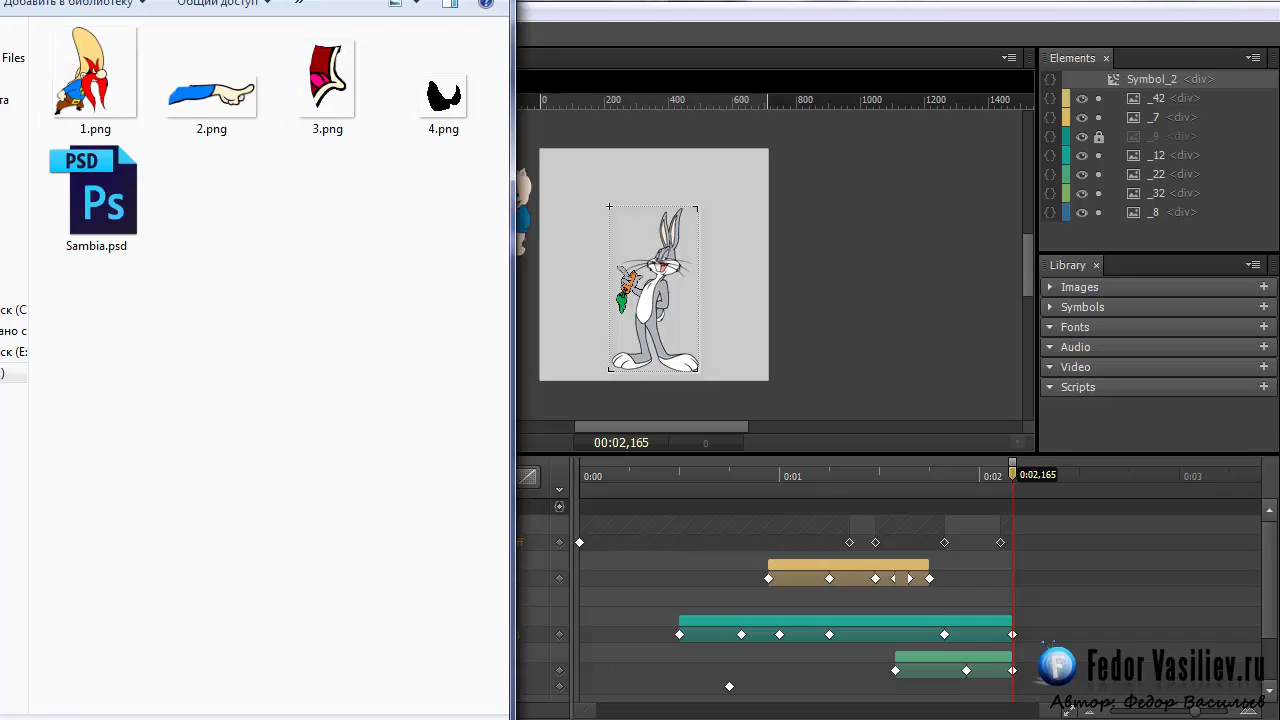 Добавить в библиотеку
Общий доступ
»
Files
1.png
2.png
3.png
4.png
PSD
Ps
Sambia.psd
0
200
400
600
800
1000
1200
1400
00:02,165
0
Elements
Symbol_2 <div>
_42 <div>
_7 <div>
_9 <div>
_12 <div>
_22 <div>
_32 <div>
_8 <div>
Library
Images
Symbols
Fonts
Audio
Video
Scripts
0:00
0:01
0:02
0:02,165
0:03
Fedor Vasiliev.ru
Автор: Федор Васильев